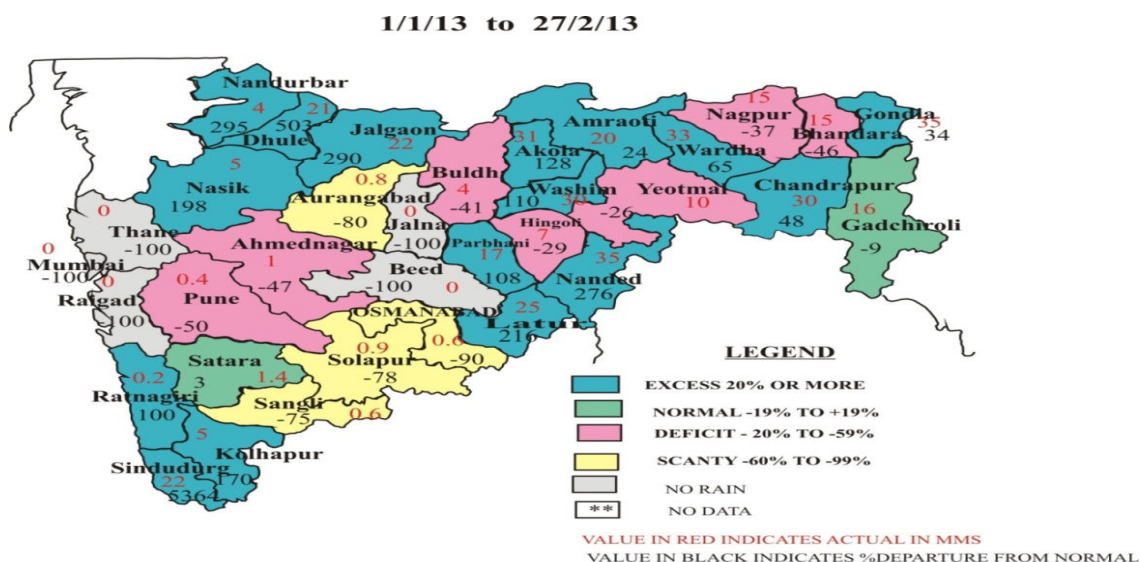 1/1/13 to 27/2/13
Nandurbar
4
21
295
503
Dhule
Jalgaon
22
290
5
Nasik
198
0.8
Aurangabad
-80
0
Jalna
-100
Buldh
4
-41
31
Akola
128
Amraoti
20
24
33
Wardha
65
15
Nagpur
-37
15
Bhandara
-46
Gondia
35
34
Washim
30
110
Yeotmal
-26
10
Chandrapur
30
48
16
Gadchiroli
-9
0
Thane
-100
0
Mumbai
-100
0
Raigad
100
Ahmednagar
1
-47
0.4
Pune
-50
Beed
-100
0
Parbhani
17
-108
Hingoli
7
-29
35
Nanded
276
25
Latur
216
OSMANABAD
0.6
-90
0.9
Solapur
-78
Satara
3
1.4
0.2
Ratnagiri
100
Sangli
-75
0.6
5
Kolhapur
170
Sindudurg
22
5364
LEGEND
EXCESS 20% OR MORE
NORMAL -19% TO +19%
DEFICIT - 20% TO -59%
SCANTY -60% TO -99%
NO RAIN
** NO DATA
VALUE IN RED INDICATES ACTUAL IN MMS
VALUE IN BLACK INDICATES %DEPARTURE FROM NORMAL